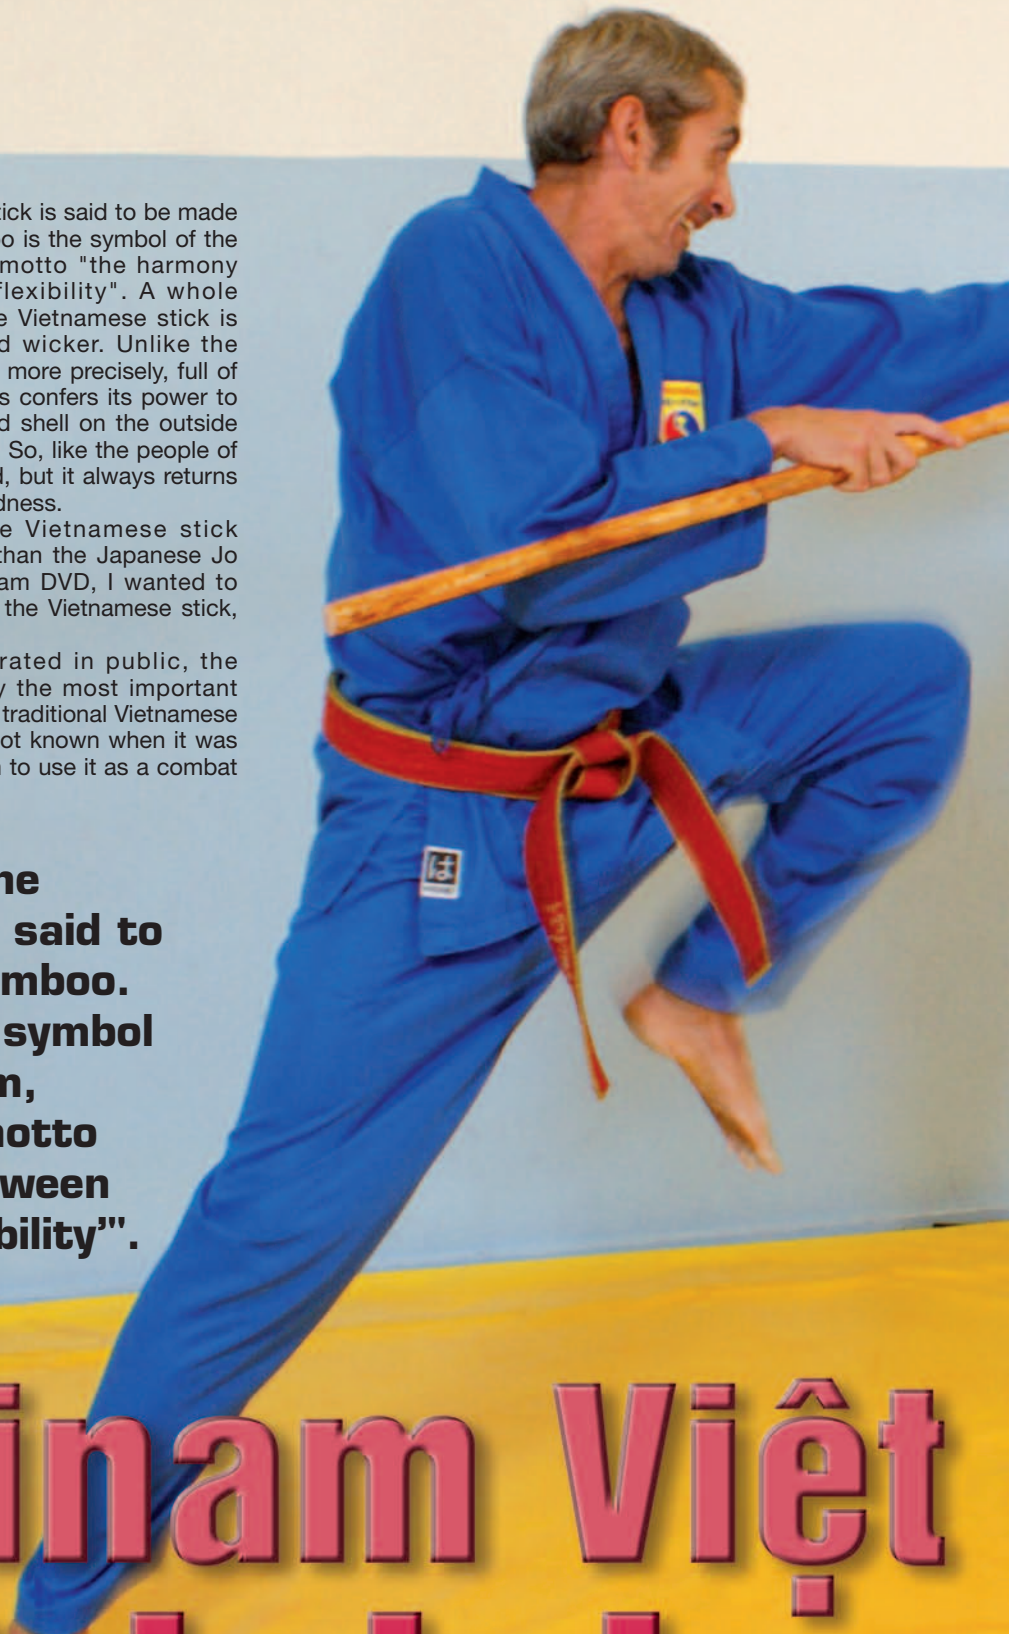 tick is said to be made
o is the symbol of the
motto "the harmony
flexibility". A whole
e Vietnamese stick is
d wicker. Unlike the
more precisely, full of
s confers its power to
d shell on the outside
So, like the people of
d, but it always returns
dness.
e Vietnamese stick
than the Japanese Jo
am DVD, I wanted to
the Vietnamese stick,
rated in public, the
y the most important
traditional Vietnamese
ot known when it was
n to use it as a combat
he
said to
mboo.
symbol
m,
notto
ween
bility'".
inam Việt